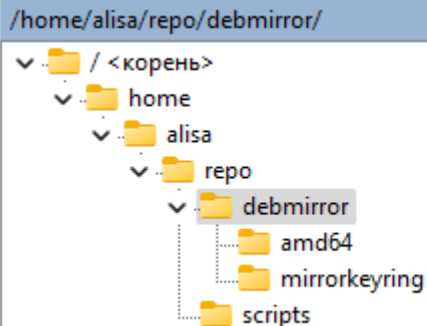 /home/alisa/repo/debmirror/
/ <корень>
home
alisa
repo
debmirror
amd64
mirrorkeyring
scripts